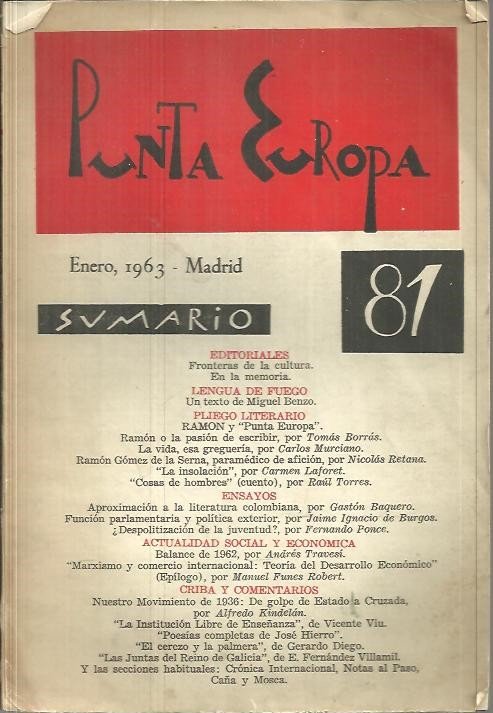 PUNTA EUROPA
Enero, 1963 - Madrid
81
SUMARIO
EDITORIALES
Fronteras de la cultura.
En la memoria.
LENGUA DE FUEGO
Un texto de Miguel Benzo.
PLIEGO LITERARIO
RAMON y "Punta Europa".
Ramón o la pasión de escribir, por Tomás Borrás.
La vida, esa greguería, por Carlos Murciano.
Ramón Gómez de la Serna, paramédico de afición, por Nicolás Retana.
"La insolación", por Carmen Laforet.
"Cosas de hombres" (cuento), por Raúl Torres.
ENSAYOS
Aproximación a la literatura colombiana, por Gastón Baquero.
Función parlamentaria y política exterior, por Jaime Ignacio de Burgos.
¿Despolitización de la juventud?, por Fernando Ponce.
ACTUALIDAD SOCIAL Y ECONOMICA
Balance de 1962, por Andrés Travesí.
"Marxismo y comercio internacional: Teoría del Desarrollo Económico"
(Epílogo), por Manuel Funes Robert.
CRIBA Y COMENTARIOS
Nuestro Movimiento de 1936: De golpe de Estado a Cruzada,
por Alfredo Kindelán.
"La Institución Libre de Enseñanza", de Vicente Viu.
"Poesías completas de José Hierro".
"El cerezo y la palmera", de Gerardo Diego.
"Las Juntas del Reino de Galicia", de E. Fernández Villamil.
Y las secciones habituales: Crónica Internacional, Notas al Paso,
Caña y Mosca.